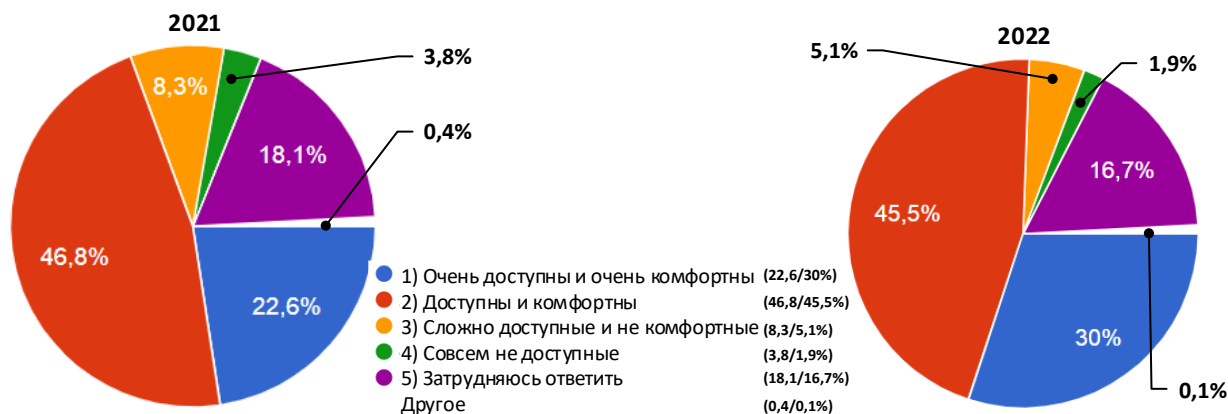 2021
3,8%
8,3%
0,4%
18,1%
46,8%
22,6%
1) Очень доступны и очень комфортны (22,6/30%)
2) Доступны и комфортны (46,8/45,5%)
3) Сложно доступные и не комфортные (8,3/5,1%)
4) Совсем не доступные (3,8/1,9%)
5) Затрудняюсь ответить (18,1/16,7%)
Другое (0,4/0,1%)
2022
5,1%
1,9%
16,7%
45,5%
30%
0,1%